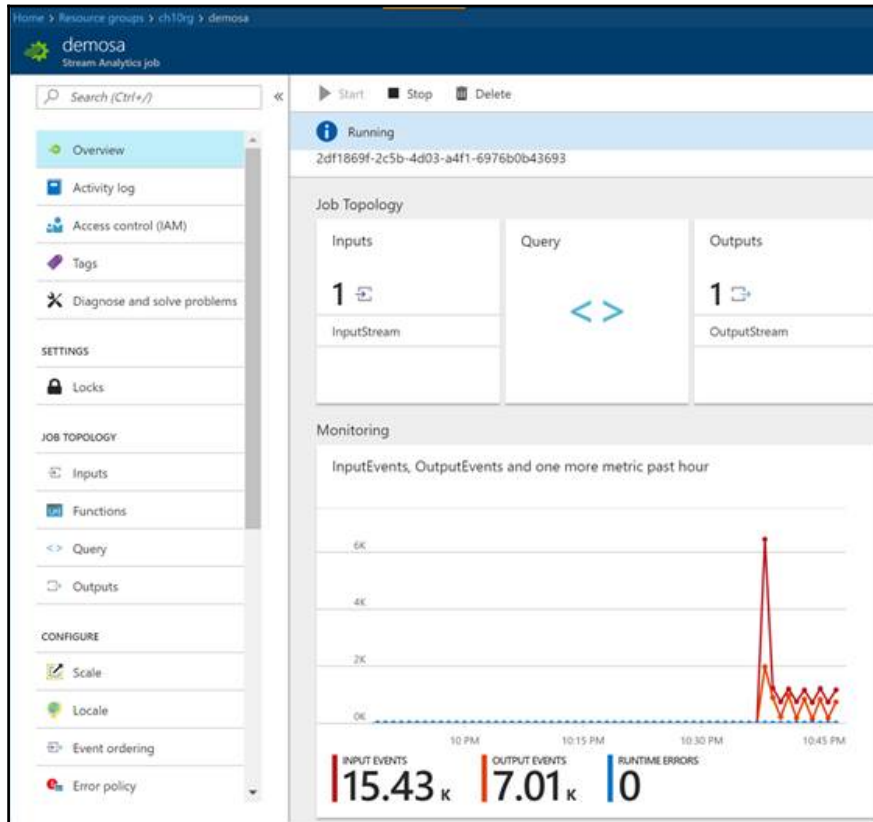 Home > Resource groups > ch10rg > demosa
demosa
Stream Analytics job
Search (Ctrl+/)
«
Start
Stop
Delete
Overview
Activity log
Access control (IAM)
Tags
Diagnose and solve problems
SETTINGS
Locks
JOB TOPOLOGY
Inputs
Functions
Query
Outputs
CONFIGURE
Scale
Locale
Event ordering
Error policy
Running
2df1869f-2c5b-4d03-a4f1-6976b0b43693
Job Topology
Inputs
1
InputStream
Query
< >
Outputs
1
OutputStream
Monitoring
InputEvents, OutputEvents and one more metric past hour
6K
4K
2K
0K
10 PM
10:15 PM
10:30 PM
10:45 PM
INPUT EVENTS
15.43 K
OUTPUT EVENTS
7.01 K
RUNTIME ERRORS
0